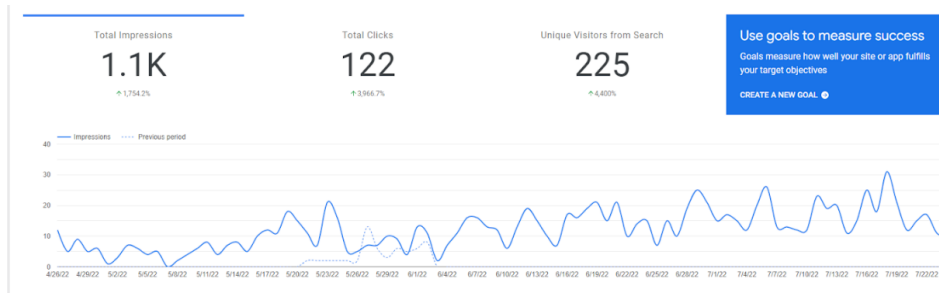 Total Impressions
1.1K
↑1,754.2%
Total Clicks
122
↑3,966.7%
Unique Visitors from Search
225
↑4,400%
Use goals to measure success
Goals measure how well your site or app fulfills
your target objectives
CREATE A NEW GOAL
Impressions Previous period
40
30
20
10
0
4/26/22 4/29/22 5/2/22 5/5/22 5/8/22 5/11/22 5/14/22 5/17/22 5/20/22 5/23/22 5/26/22 5/29/22 6/1/22 6/4/22 6/7/22 6/10/22 6/13/22 6/16/22 6/19/22 6/22/22 6/25/22 6/28/22 7/1/22 7/4/22 7/7/22 7/10/22 7/13/22 7/16/22 7/19/22 7/22/22